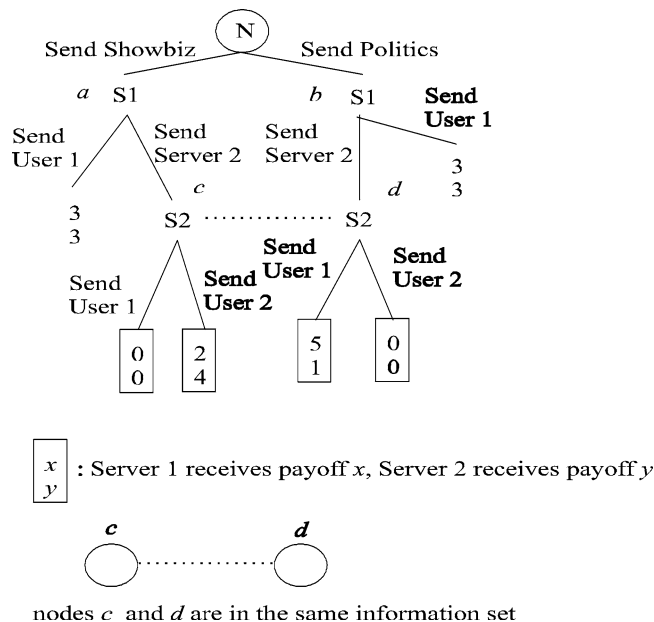 N
Send Showbiz Send Politics
a S1 b S1 Send
User 1
Send
User 1
Send
Server 2
Send
Server 2
3
3
c
d
3
3
S2 S2
Send
User 1
Send
User 2
Send
User 1
Send
User 2
0
0
2
4
5
1
0
0
x
y
: Server 1 receives payoff x, Server 2 receives payoff y
c d
nodes c and d are in the same information set